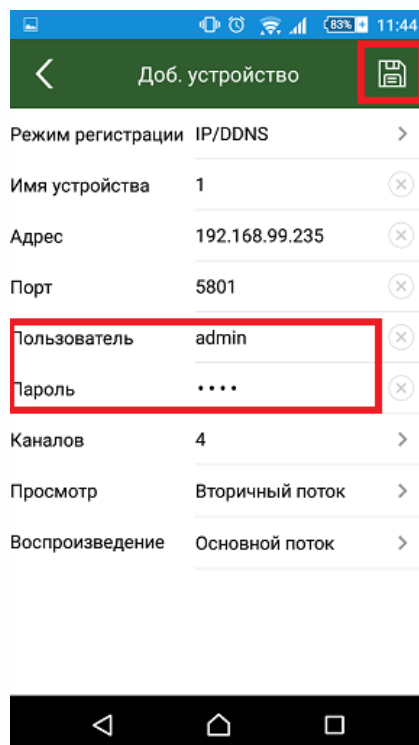 83% 11:44
Доб. устройство
Режим регистрации IP/DDNS
Имя устройства 1
Адрес 192.168.99.235
Порт 5801
Пользователь admin
Пароль ••••
Каналов 4
Просмотр Вторичный поток
Воспроизведение Основной поток